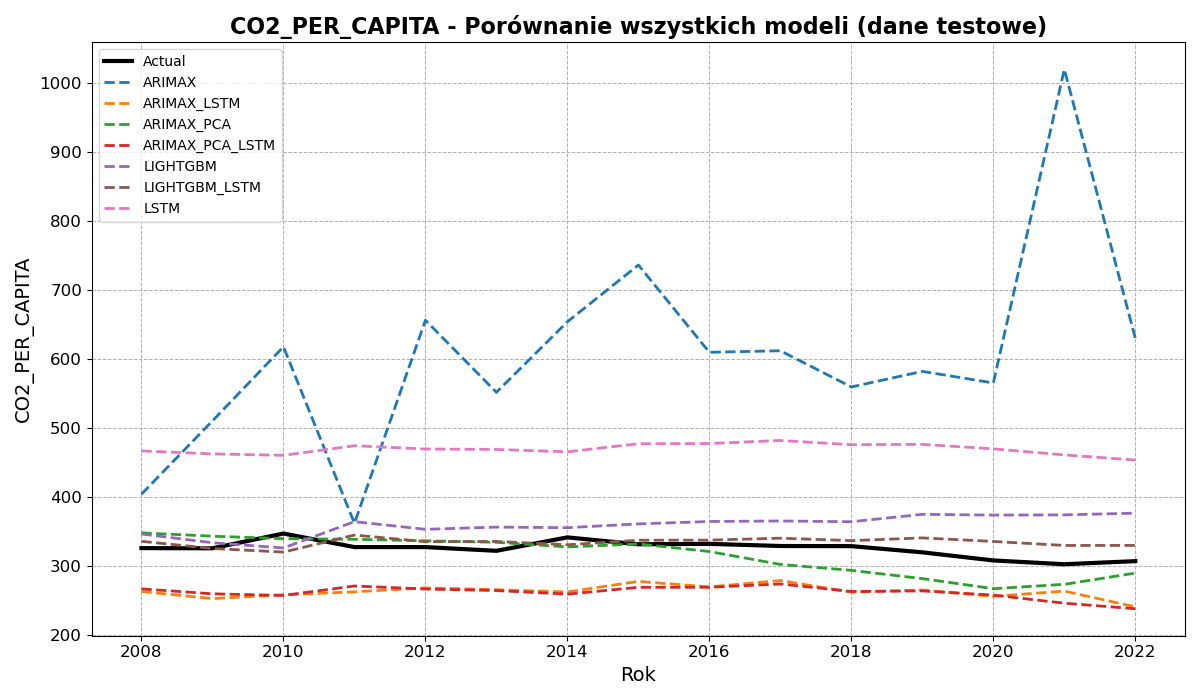 CO2_PER_CAPITA - Porównanie wszystkich modeli (dane testowe)
Actual
ARIMAX
ARIMAX_LSTM
ARIMAX_PCA
ARIMAX_PCA_LSTM
LIGHTGBM
LIGHTGBM_LSTM
LSTM
CO2_PER_CAPITA
1000
900
800
700
600
500
400
300
200
2008 2010 2012 2014 2016 2018 2020 2022
Rok